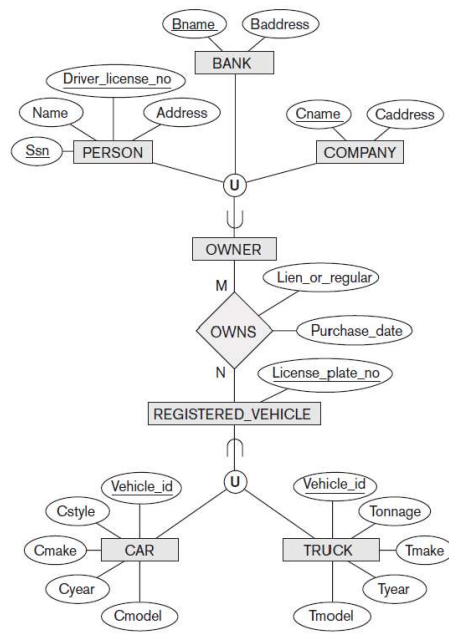 Bname Baddress
BANK
Driver_license_no
Name Address
Cname Caddress
Ssn PERSON COMPANY
U
OWNER
M
Lien_or_regular
OWNS
Purchase_date
N
License_plate_no
REGISTERED_VEHICLE
U
Vehicle_id Vehicle_id
Cstyle Tonnage
Cmake CAR TRUCK Tmake
Cyear Tyear
Cmodel Tmodel